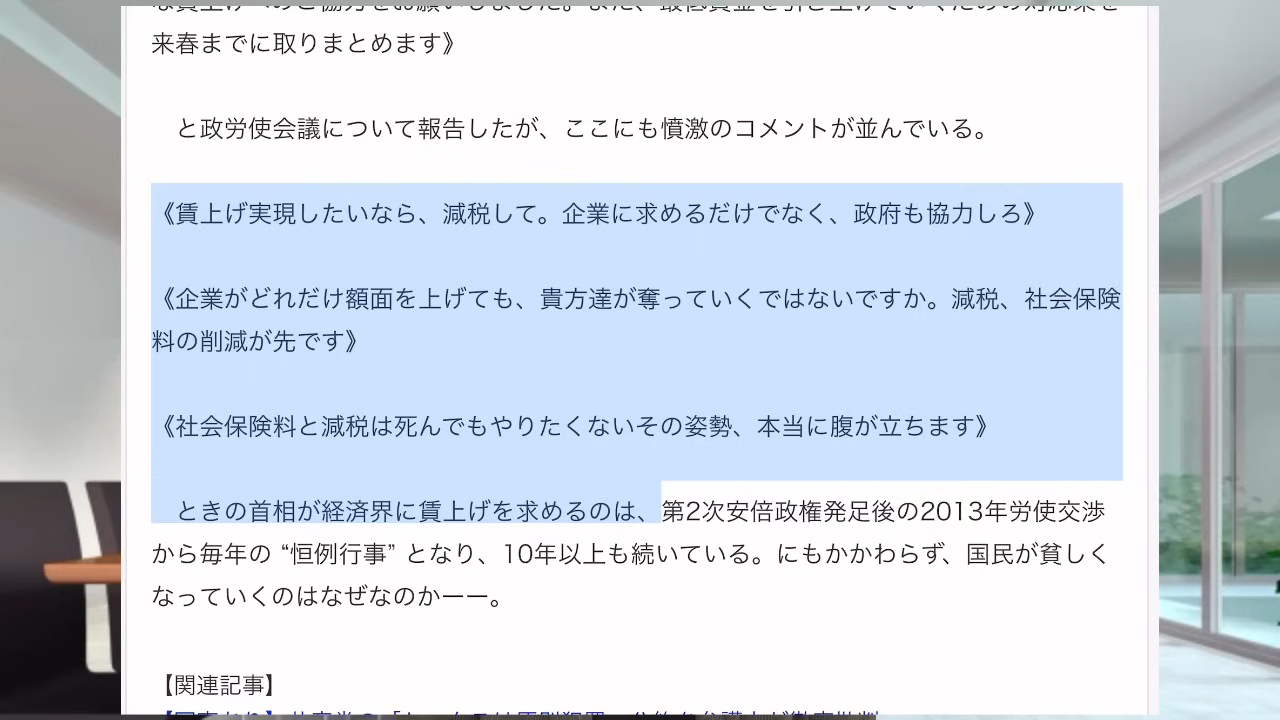 来春までに取りまとめます》
と政労使会議について報告したが、ここにも憤激のコメントが並んでいる。
《賃上げ実現したいなら、減税して。企業に求めるだけでなく、政府も協力しろ》
《企業がどれだけ額面を上げても、貴方達が奪っていくではないですか。減税、社会保険
料の削減が先です》
《社会保険料と減税は死んでもやりたくないその姿勢、本当に腹が立ちます》
ときの首相が経済界に賃上げを求めるのは、第2次安倍政権発足後の2013年労使交渉
から毎年の “恒例行事” となり、10年以上も続いている。にもかかわらず、国民が貧しく
なっていくのはなぜなのかーー。
【関連記事】